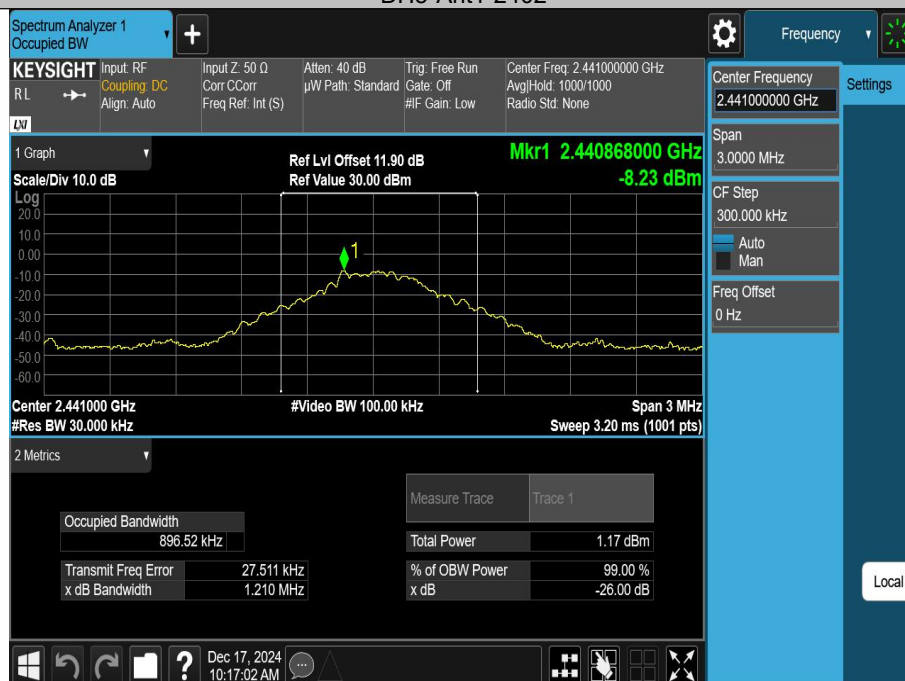 Spectrum Analyzer 1
Occupied BW
Frequency
KEYSIGHT
RL
LXI
Input: RF
Coupling: DC
Align: Auto
Input Z: 50 Ω
Corr CCorr
Freq Ref: Int (S)
Atten: 40 dB
µW Path: Standard
Trig: Free Run
Gate: Off
#IF Gain: Low
Center Freq: 2.441000000 GHz
Avg|Hold: 1000/1000
Radio Std: None
Center Frequency
2.441000000 GHz
Settings
Span
3.0000 MHz
CF Step
300.000 kHz
Auto
Man
Freq Offset
0 Hz
Local
1 Graph
Scale/Div 10.0 dB
Ref Lvl Offset 11.90 dB
Ref Value 30.00 dBm
Mkr1 2.440868000 GHz
-8.23 dBm
Log
20.0
10.0
0.00
-10.0
-20.0
-30.0
-40.0
-50.0
-60.0
1
Center 2.441000 GHz
#Video BW 100.00 kHz
Span 3 MHz
#Res BW 30.000 kHz
Sweep 3.20 ms (1001 pts)
2 Metrics
Measure Trace
Trace 1
Occupied Bandwidth
896.52 kHz
Total Power
1.17 dBm
Transmit Freq Error
27.511 kHz
% of OBW Power
99.00 %
x dB Bandwidth
1.210 MHz
x dB
-26.00 dB
Dec 17, 2024
10:17:02 AM